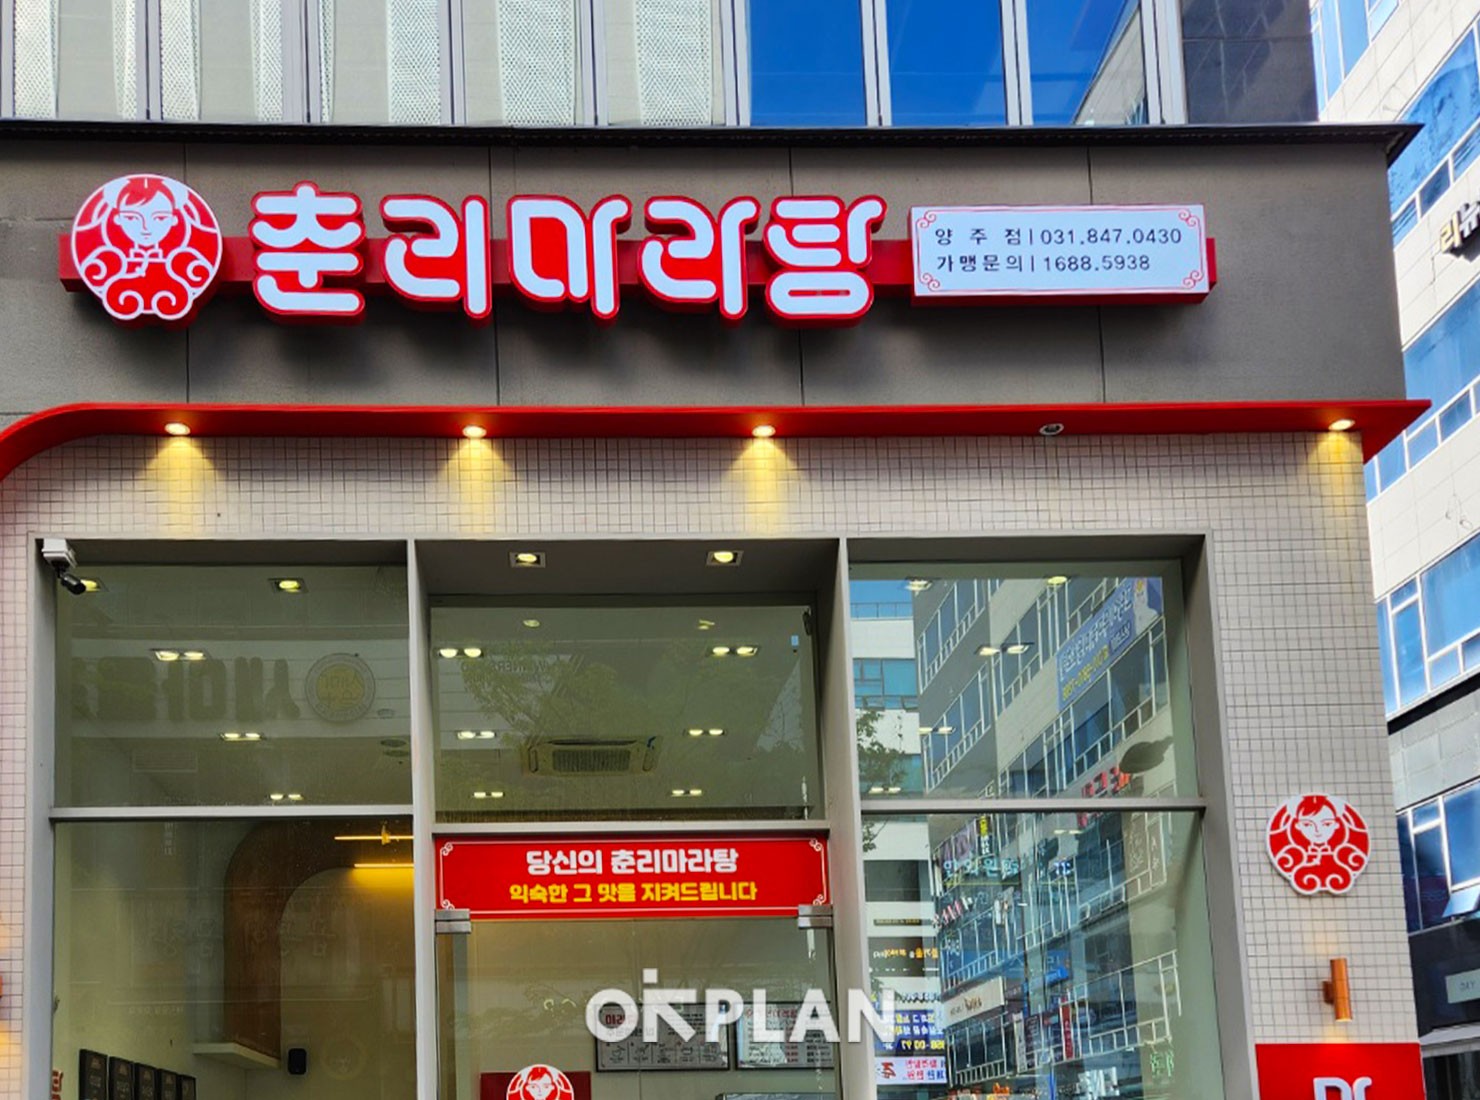 춘리마라탕
양 주 점 | 031.847.0430
가맹문의 | 1688.5938
리뉴
당신의 춘리마라탕
익숙한 그 맛을 지켜드립니다
OKPLAN